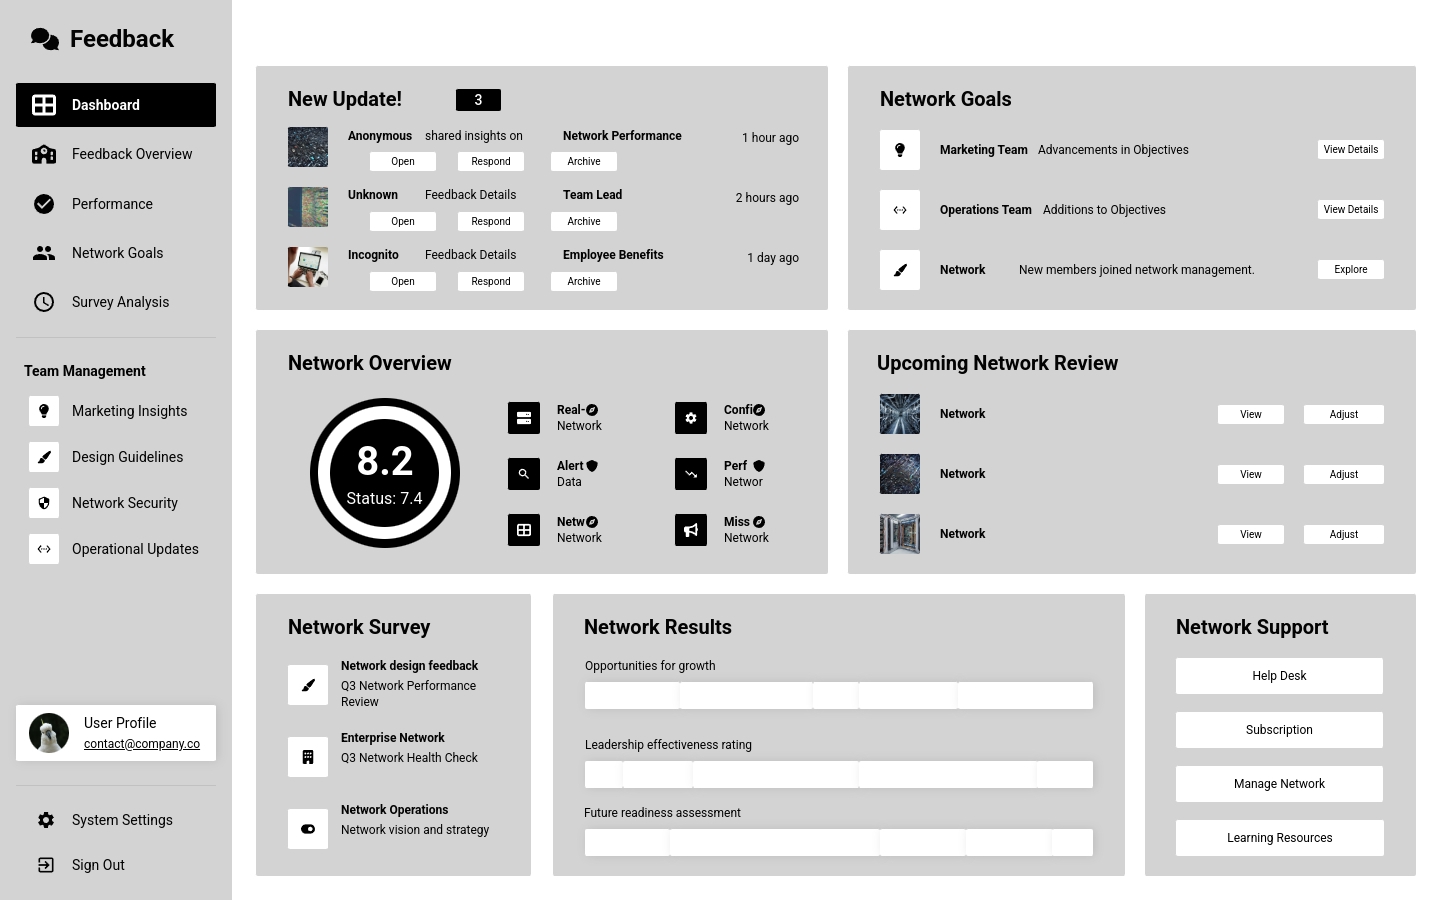 Feedback
Dashboard
Feedback Overview
Performance
Network Goals
Survey Analysis
Team Management
Marketing Insights
Design Guidelines
Network Security
Operational Updates
User Profile
contact@company.co
System Settings
Sign Out
New Update! 3
Anonymous shared insights on Network Performance 1 hour ago
Open Respond Archive
Unknown Feedback Details Team Lead 2 hours ago
Open Respond Archive
Incognito Feedback Details Employee Benefits 1 day ago
Open Respond Archive
Network Goals
Marketing Team Advancements in Objectives View Details
Operations Team Additions to Objectives View Details
Network New members joined network management. Explore
Network Overview
8.2
Status: 7.4
Real-
Network
Confi
Network
Alert
Data
Perf
Networ
Netw
Network
Miss
Network
Upcoming Network Review
Network View Adjust
Network View Adjust
Network View Adjust
Network Survey
Network design feedback
Q3 Network Performance
Review
Enterprise Network
Q3 Network Health Check
Network Operations
Network vision and strategy
Network Results
Opportunities for growth
Leadership effectiveness rating
Future readiness assessment
Network Support
Help Desk
Subscription
Manage Network
Learning Resources